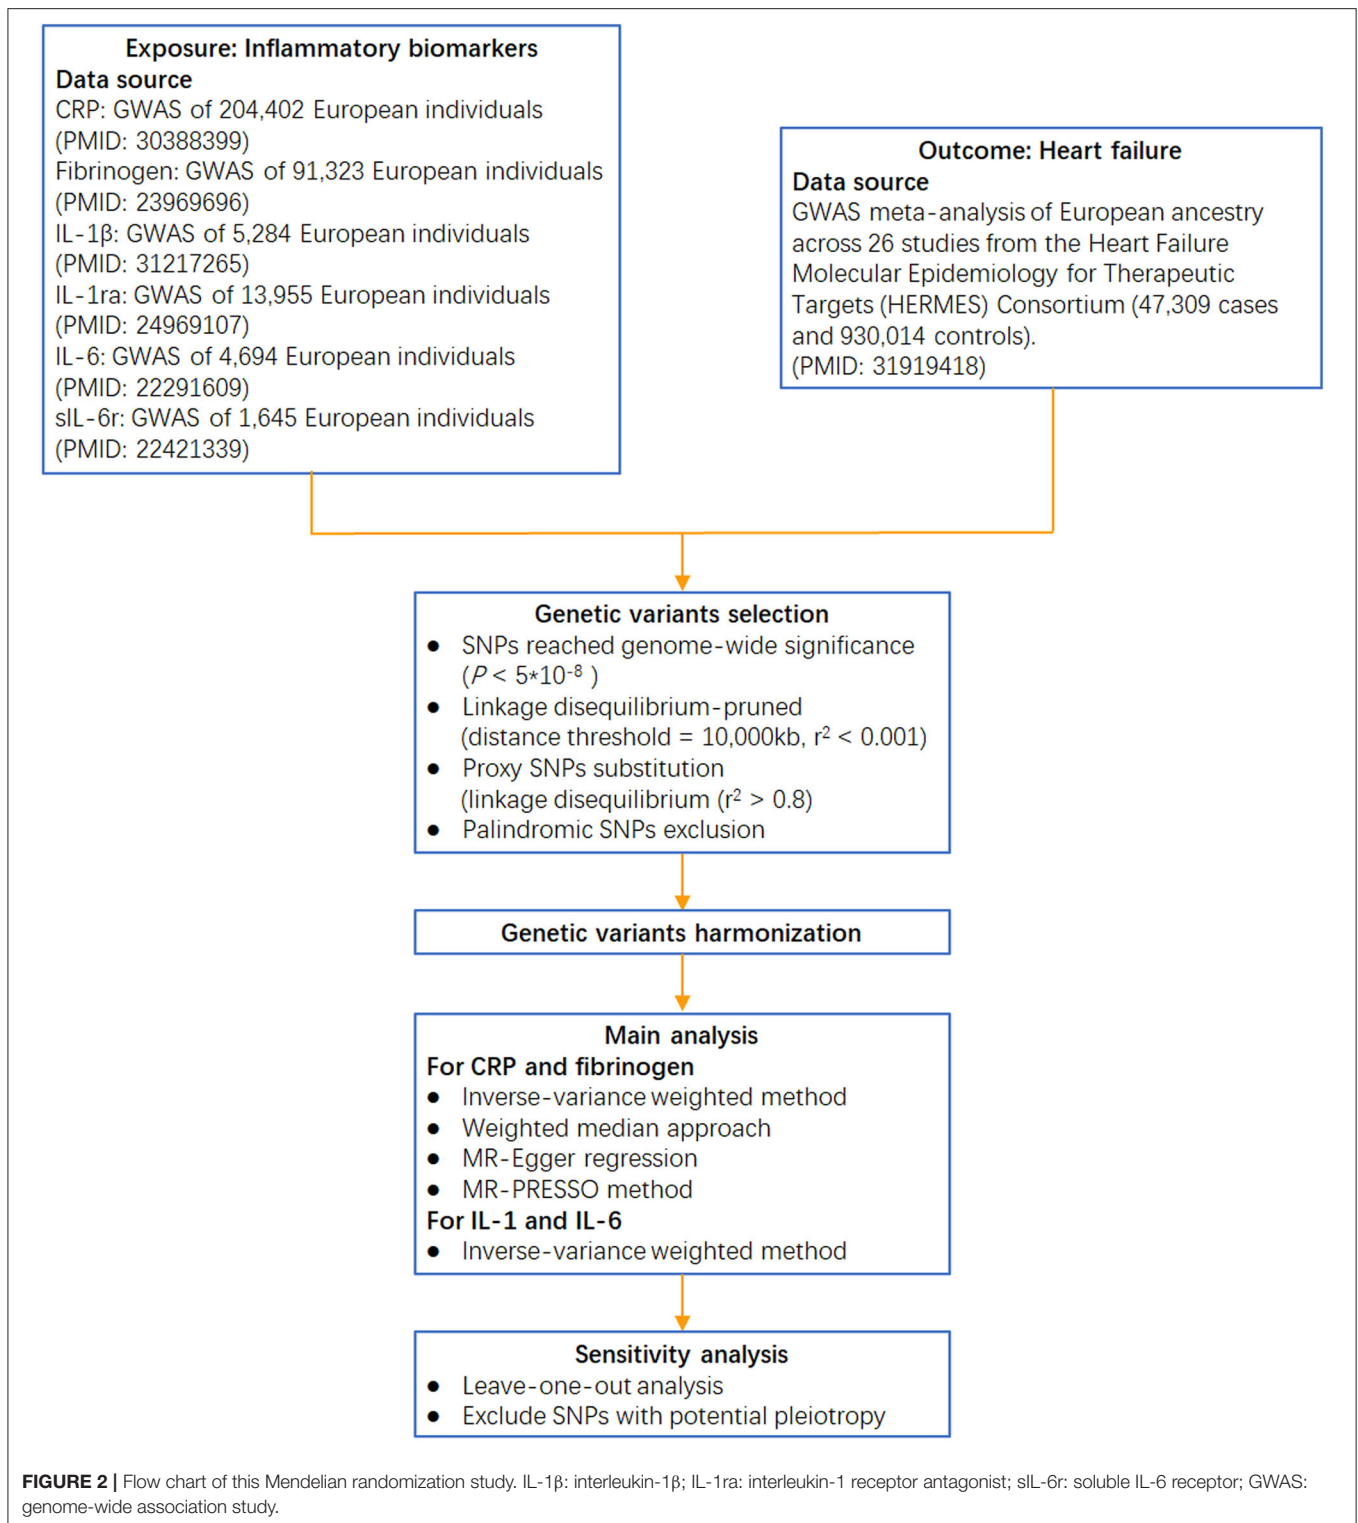 Exposure: Inflammatory biomarkers
Data source
CRP: GWAS of 204,402 European individuals
(PMID: 30388399)
Fibrinogen: GWAS of 91,323 European individuals
(PMID: 23969696)
IL-1β: GWAS of 5,284 European individuals
(PMID: 31217265)
IL-1ra: GWAS of 13,955 European individuals
(PMID: 24969107)
IL-6: GWAS of 4,694 European individuals
(PMID: 22291609)
sIL-6r: GWAS of 1,645 European individuals
(PMID: 22421339)
Outcome: Heart failure
Data source
GWAS meta-analysis of European ancestry
across 26 studies from the Heart Failure
Molecular Epidemiology for Therapeutic
Targets (HERMES) Consortium (47,309 cases
and 930,014 controls).
(PMID: 31919418)
Genetic variants selection
● SNPs reached genome-wide significance
(P < 5*10⁻⁸ )
● Linkage disequilibrium-pruned
(distance threshold = 10,000kb, r² < 0.001)
● Proxy SNPs substitution
(linkage disequilibrium (r² > 0.8)
● Palindromic SNPs exclusion
Genetic variants harmonization
Main analysis
For CRP and fibrinogen
● Inverse-variance weighted method
● Weighted median approach
● MR-Egger regression
● MR-PRESSO method
For IL-1 and IL-6
● Inverse-variance weighted method
Sensitivity analysis
● Leave-one-out analysis
● Exclude SNPs with potential pleiotropy
FIGURE 2 | Flow chart of this Mendelian randomization study. IL-1β: interleukin-1β; IL-1ra: interleukin-1 receptor antagonist; sIL-6r: soluble IL-6 receptor; GWAS:
genome-wide association study.